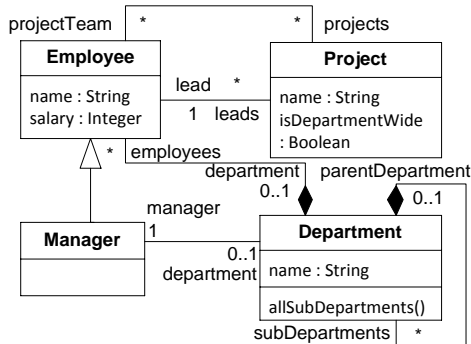 projectTeam * * projects
Employee
name : String
salary : Integer
Project
name : String
isDepartmentWide
: Boolean
lead *
1 leads
* employees
department
0..1
parentDepartment
0..1
manager
1
0..1
department
Manager
Department
name : String
allSubDepartments()
subDepartments *